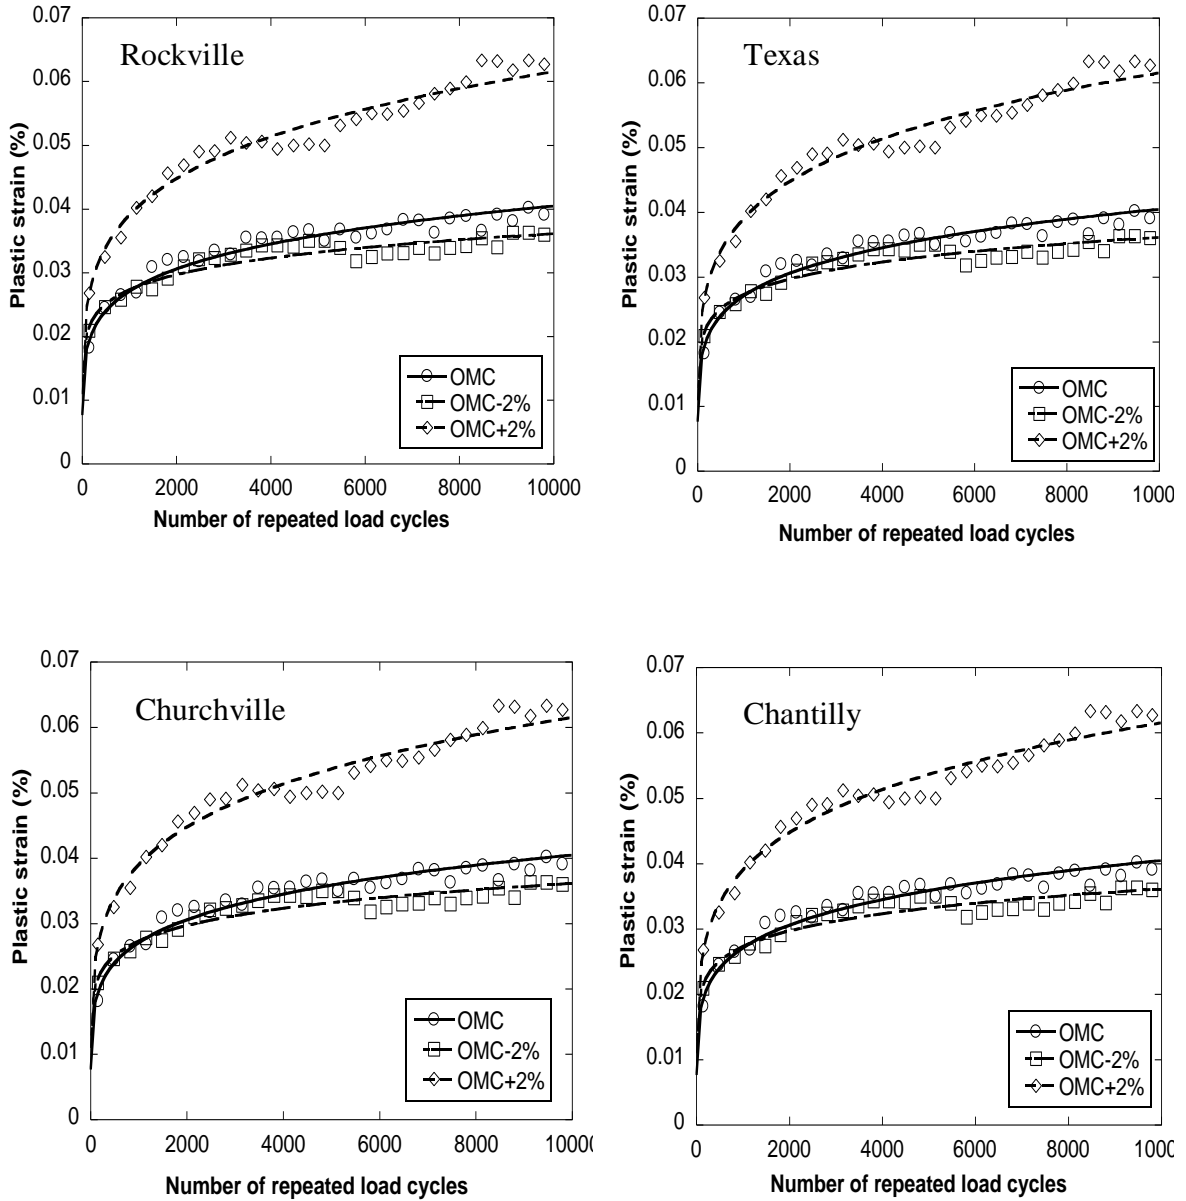 0.07
0.06
0.05
0.04
0.03
0.02
0.01
0
Plastic strain (%)
Rockville
OMC
OMC-2%
OMC+2%
0 2000 4000 6000 8000 10000
Number of repeated load cycles
0.07
0.06
0.05
0.04
0.03
0.02
0.01
0
Plastic strain (%)
Texas
OMC
OMC-2%
OMC+2%
0 2000 4000 6000 8000 1000
Number of repeated load cycles
0.07
0.06
0.05
0.04
0.03
0.02
0.01
0
Plastic strain (%)
Churchville
OMC
OMC-2%
OMC+2%
0 2000 4000 6000 8000 1000
Number of repeated load cycles
0.07
0.06
0.05
0.04
0.03
0.02
0.01
0
Plastic strain (%)
Chantilly
OMC
OMC-2%
OMC+2%
0 2000 4000 6000 8000 1000
Number of repeated load cycles